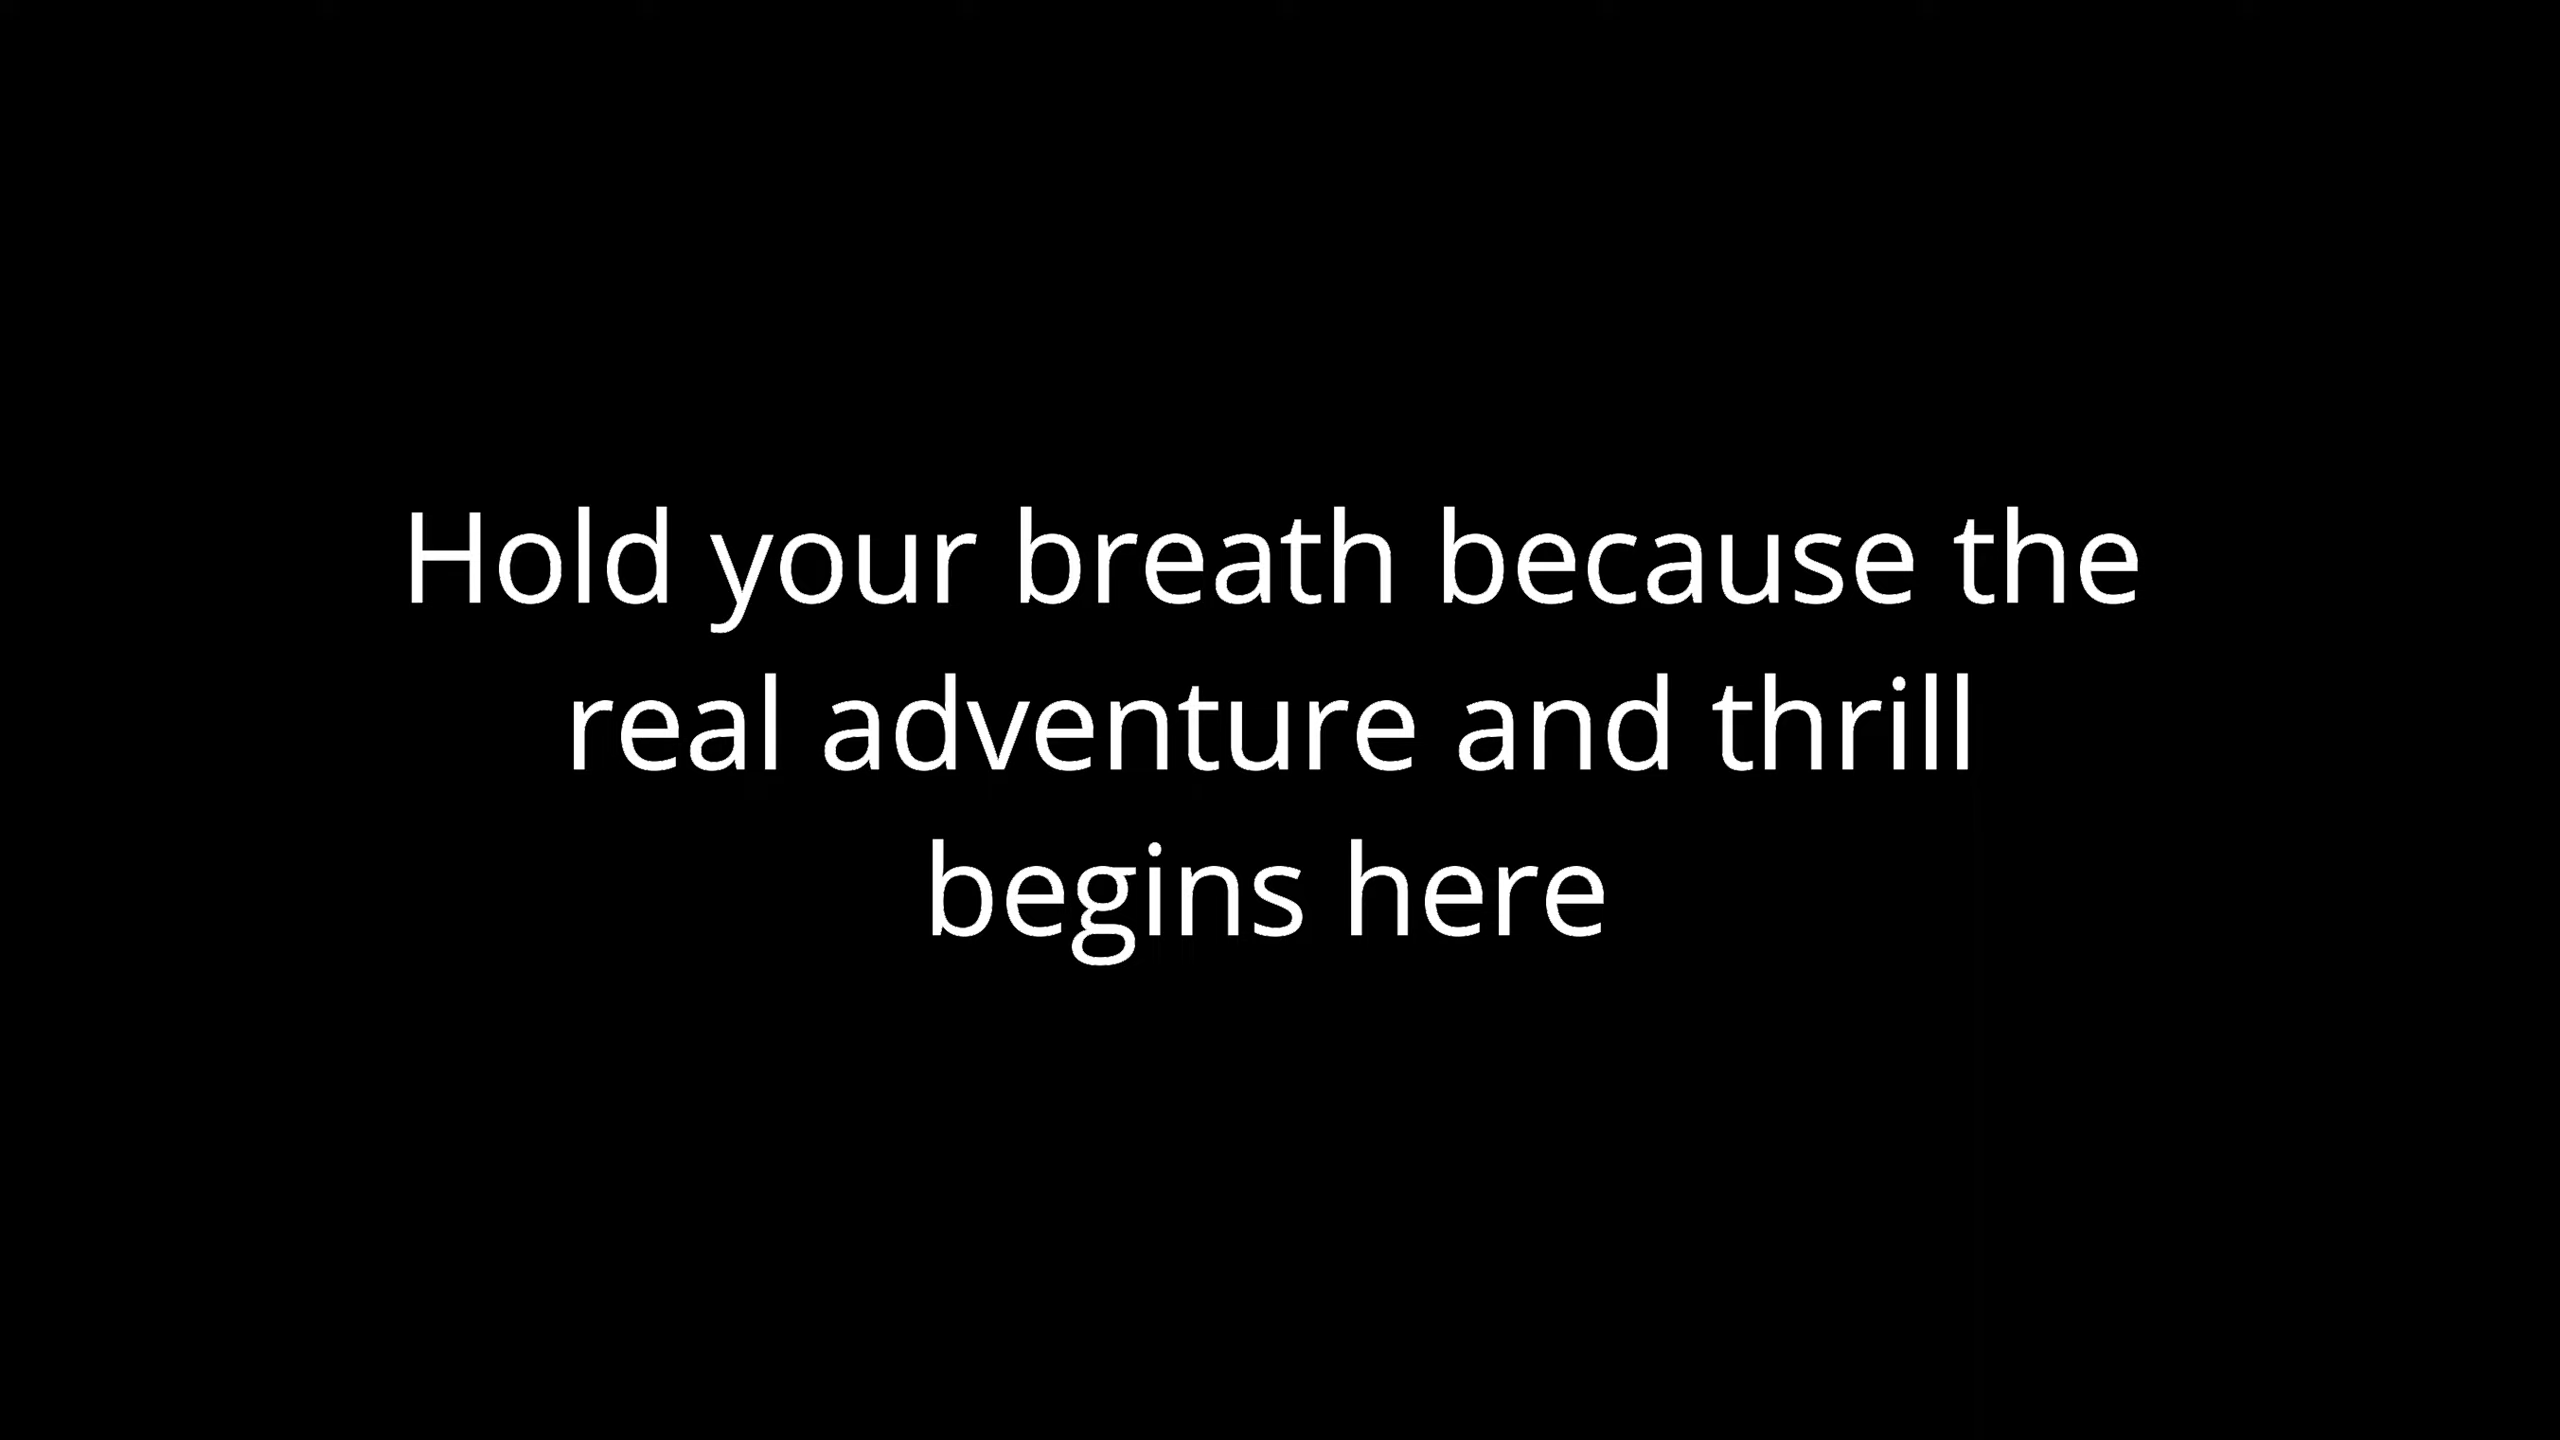 Hold your breath because the
real adventure and thrill
begins here